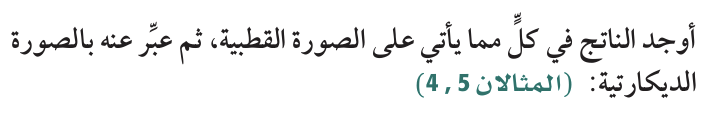 أوجد الناتج في كلٍّ مما يأتي على الصورة القطبية، ثم عبِّر عنه بالصورة
الديكارتية: (المثالان 5 , 4)